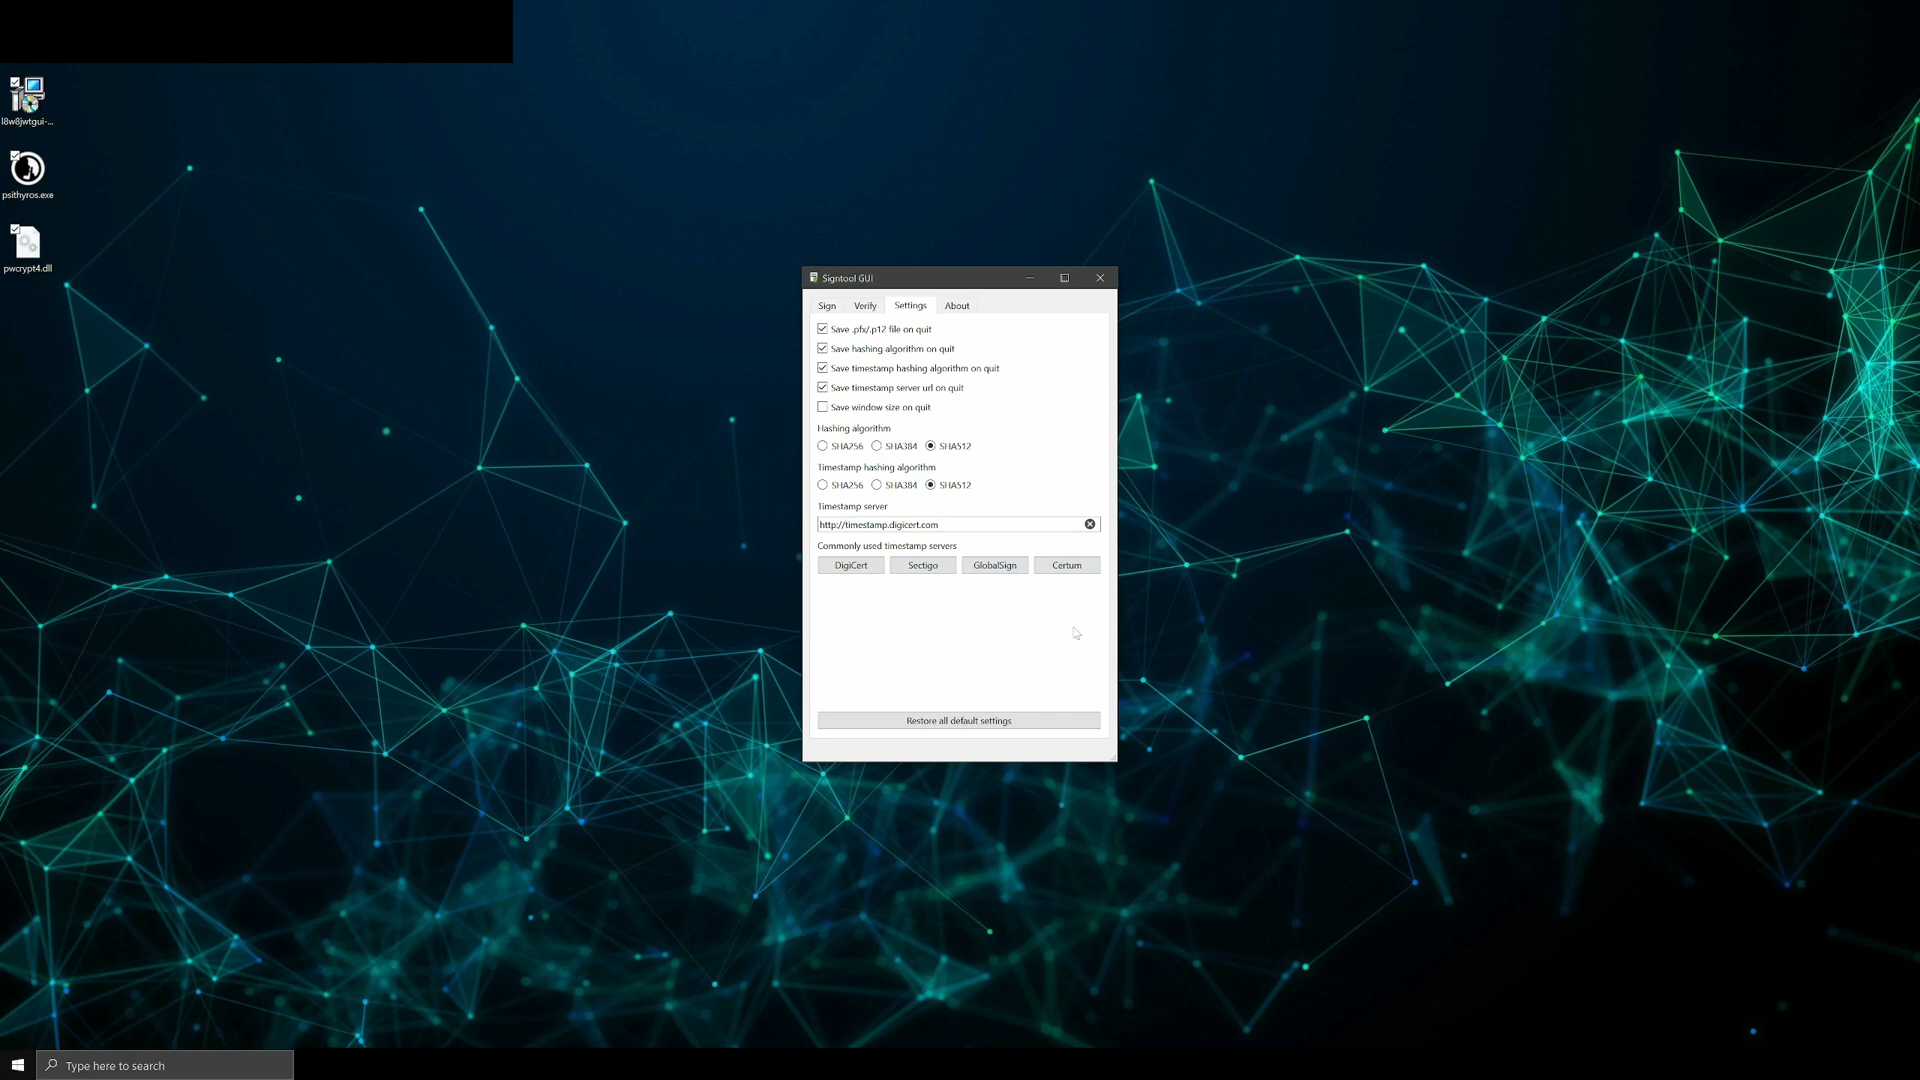 l8w8jwtgui-...
psithyros.exe
pwcrypt4.dll
Signtool GUI
Sign Verify Settings About
Save .pfx/.p12 file on quit
Save hashing algorithm on quit
Save timestamp hashing algorithm on quit
Save timestamp server url on quit
Save window size on quit
Hashing algorithm
SHA256 SHA384 SHA512
Timestamp hashing algorithm
SHA256 SHA384 SHA512
Timestamp server
http://timestamp.digicert.com
Commonly used timestamp servers
DigiCert Sectigo GlobalSign Certum
Restore all default settings
Type here to search